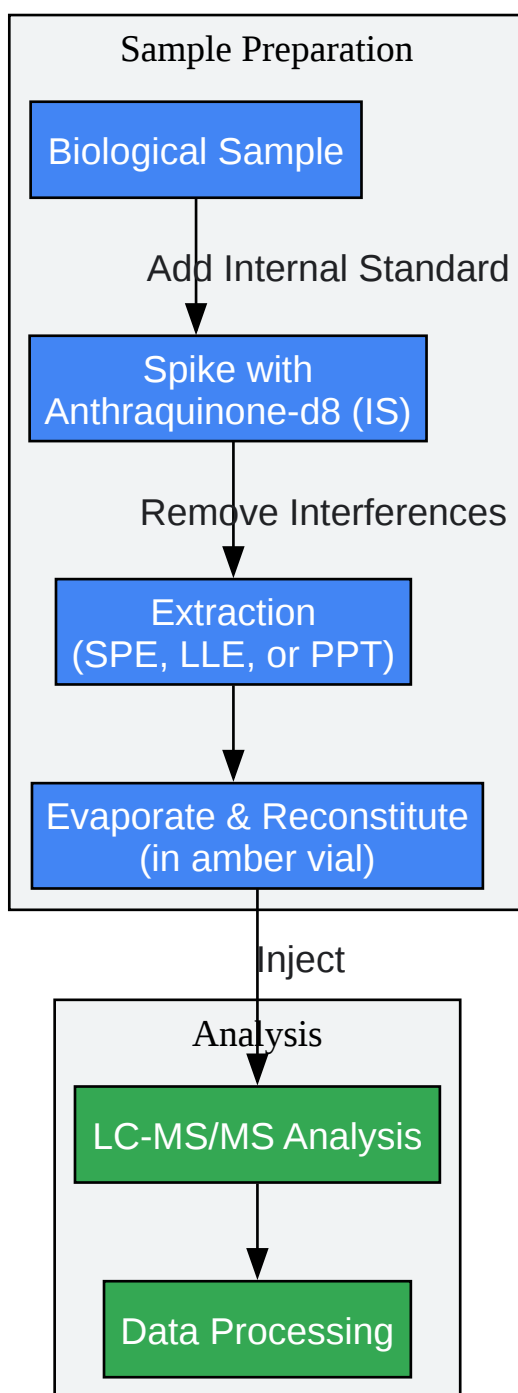 Sample Preparation
Biological Sample
Add Internal Standard
Spike with
Anthraquinone-d8 (IS)
Remove Interferences
Extraction
(SPE, LLE, or PPT)
Evaporate & Reconstitute
(in amber vial)
Inject
Analysis
LC-MS/MS Analysis
Data Processing